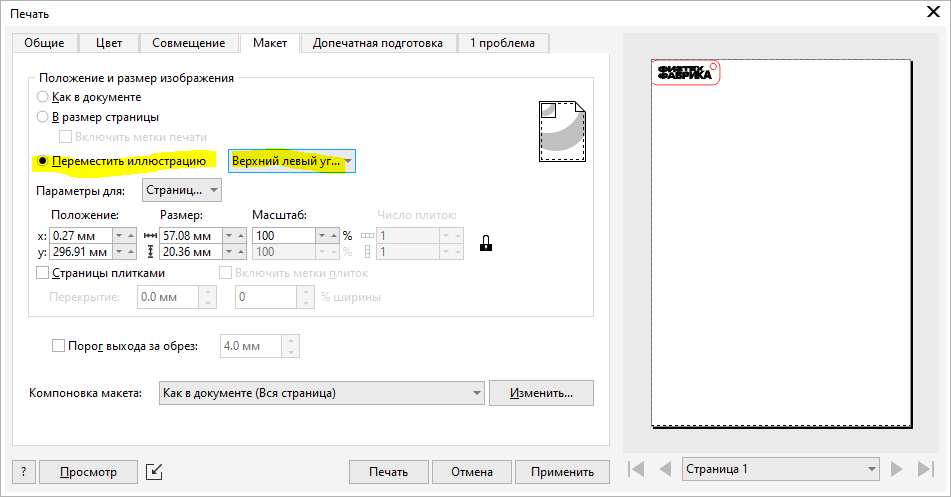 Печать
Общие Цвет Совмещение Макет Допечатная подготовка 1 проблема
Положение и размер изображения
Как в документе
В размер страницы
Включить метки печати
Переместить иллюстрацию Верхний левый уг...
Параметры для: Страниц...
Положение: Размер: Масштаб: Число плиток:
x: 0.27 мм 57.08 мм 100 % 1
y: 296.91 мм 20.36 мм 100 % 1
Страницы плитками Включить метки плиток
Перекрытие: 0.0 мм 0 % ширины
Порог выхода за обрез: 4.0 мм
Компоновка макета: Как в документе (Вся страница) Изменить...
? Просмотр Печать Отмена Применить
ФИЕТРХ
ФАБРИКА
Страница 1